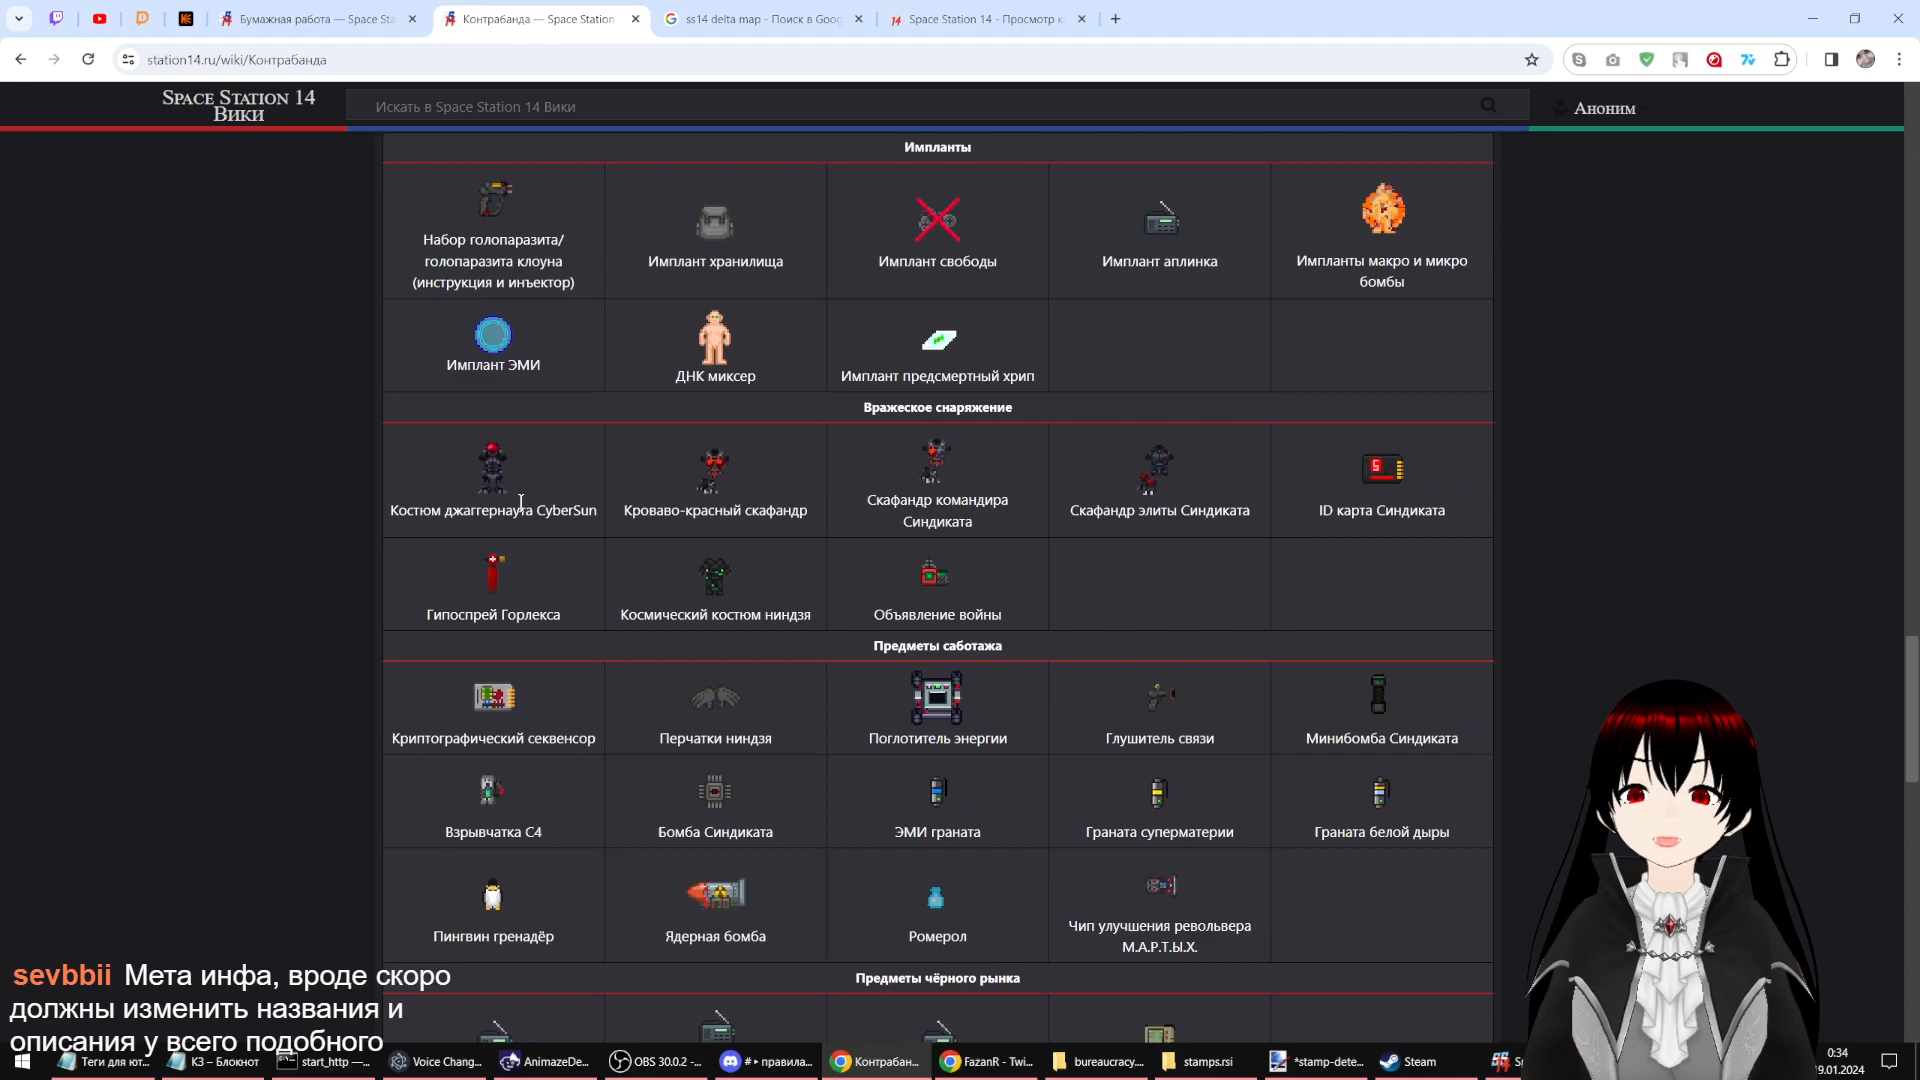 Бумажная работа — Space Sta
Контрабанда — Space Station
ss14 delta map - Поиск в Goog
Space Station 14 - Просмотр к
station14.ru/wiki/Контрабанда
Space Station 14
Вики
Искать в Space Station 14 Вики
Аноним
Импланты
Набор голопаразита/
голопаразита клоуна
(инструкция и инъектор)
Имплант хранилища
Имплант свободы
Имплант аплинка
Импланты макро и микро
бомбы
Имплант ЭМИ
ДНК миксер
Имплант предсмертный хрип
Вражеское снаряжение
Костюм джаггернаута CyberSun
Кроваво-красный скафандр
Скафандр командира
Синдиката
Скафандр элиты Синдиката
ID карта Синдиката
Гипоспрей Горлекса
Космический костюм ниндзя
Объявление войны
Предметы саботажа
Криптографический секвенсор
Перчатки ниндзя
Поглотитель энергии
Глушитель связи
Минибомба Синдиката
Взрывчатка C4
Бомба Синдиката
ЭМИ граната
Граната суперматерии
Граната белой дыры
Пингвин гренадёр
Ядерная бомба
Ромерол
Чип улучшения револьвера
М.А.Р.Т.Ы.Х.
Предметы чёрного рынка
sevbbii Мета инфа, вроде скоро
должны изменить названия и
описания у всего подобного
Теги для ют...
КЗ – Блокнот
start_http —...
Voice Chang...
AnimazeDe...
OBS 30.0.2 -...
# ▸ правила...
Контрабан...
FazanR - Twi...
bureaucracy...
stamps.rsi
*stamp-dete...
Steam
0:34
9.01.2024